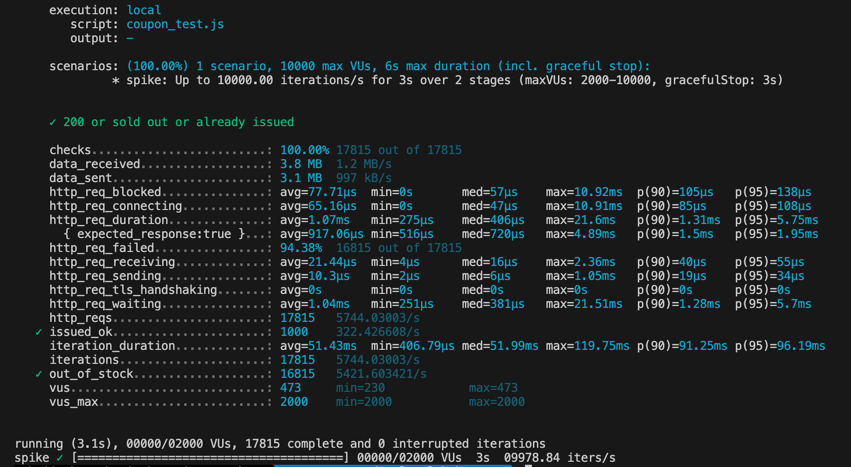 execution: local
script: coupon_test.js
output: -
scenarios: (100.00%) 1 scenario, 10000 max VUs, 6s max duration (incl. graceful stop):
* spike: Up to 10000.00 iterations/s for 3s over 2 stages (maxVUs: 2000-10000, gracefulStop: 3s)
✓ 200 or sold out or already issued
checks.........................: 100.00% 17815 out of 17815
data_received..................: 3.8 MB 1.2 MB/s
data_sent......................: 3.1 MB 997 kB/s
http_req_blocked...............: avg=77.71µs min=0s med=57µs max=10.92ms p(90)=105µs p(95)=138µs
http_req_connecting............: avg=65.16µs min=0s med=47µs max=10.91ms p(90)=85µs p(95)=108µs
http_req_duration..............: avg=1.07ms min=275µs med=406µs max=21.6ms p(90)=1.31ms p(95)=5.75ms
{ expected_response:true }...: avg=917.06µs min=516µs med=720µs max=4.89ms p(90)=1.5ms p(95)=1.95ms
http_req_failed................: 94.38% 16815 out of 17815
http_req_receiving.............: avg=21.44µs min=4µs med=16µs max=2.36ms p(90)=40µs p(95)=55µs
http_req_sending...............: avg=10.3µs min=2µs med=6µs max=1.05ms p(90)=19µs p(95)=34µs
http_req_tls_handshaking.......: avg=0s min=0s med=0s max=0s p(90)=0s p(95)=0s
http_req_waiting...............: avg=1.04ms min=251µs med=381µs max=21.51ms p(90)=1.28ms p(95)=5.7ms
http_reqs......................: 17815 5744.03003/s
✓ issued_ok......................: 1000 322.426608/s
iteration_duration.............: avg=51.43ms min=406.79µs med=51.99ms max=119.75ms p(90)=91.25ms p(95)=96.19ms
iterations.....................: 17815 5744.03003/s
✓ out_of_stock...................: 16815 5421.603421/s
vus............................: 473 min=230 max=473
vus_max........................: 2000 min=2000 max=2000
running (3.1s), 00000/02000 VUs, 17815 complete and 0 interrupted iterations
spike ✓ [======================================] 00000/02000 VUs 3s 09978.84 iters/s